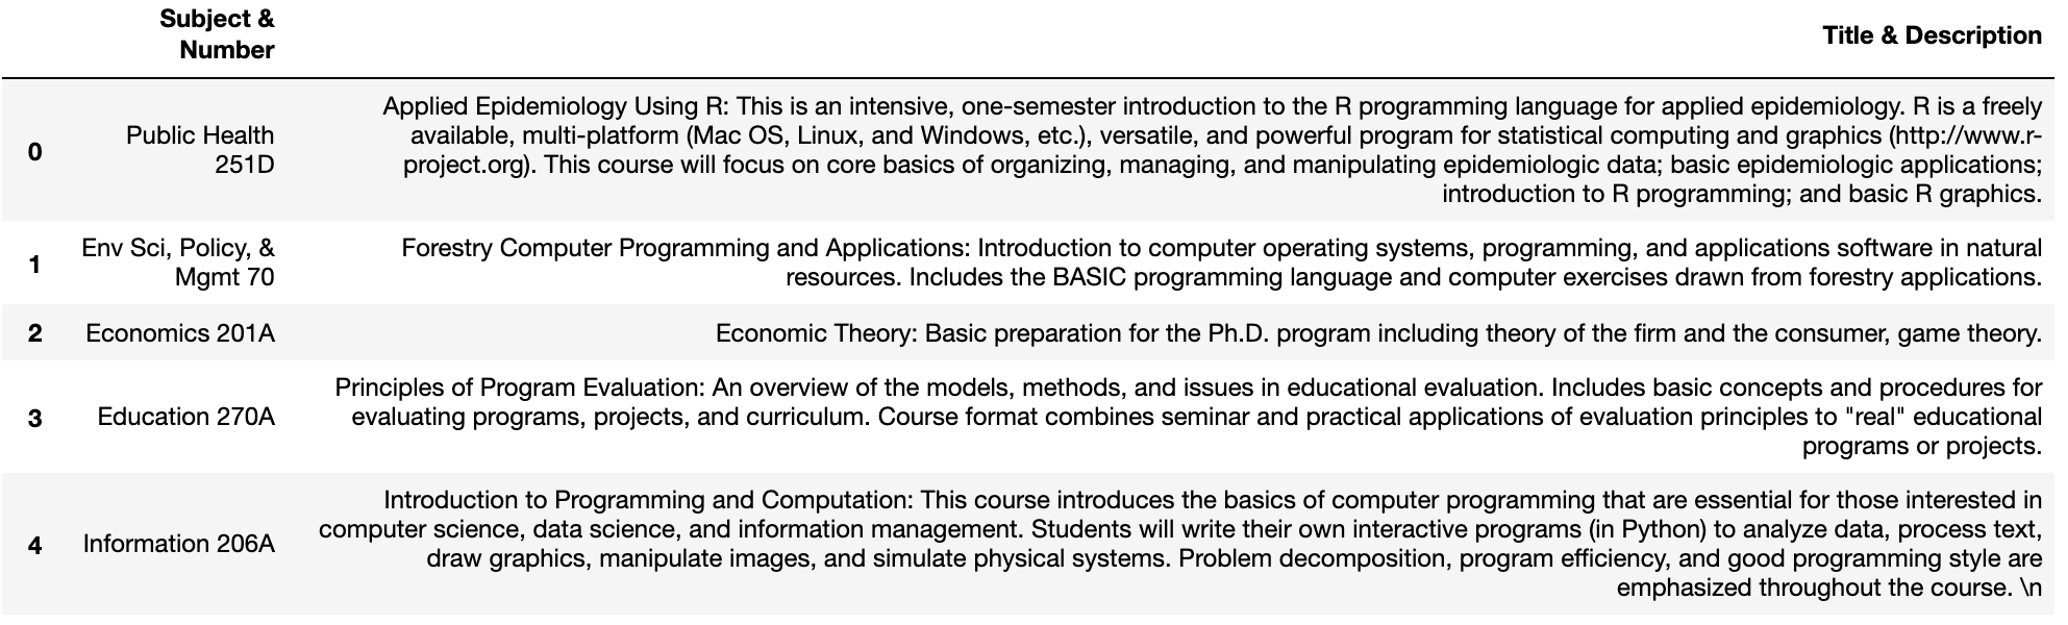 Subject &
Number
Title & Description
0
Public Health
251D
Applied Epidemiology Using R: This is an intensive, one-semester introduction to the R programming language for applied epidemiology. R is a freely
available, multi-platform (Mac OS, Linux, and Windows, etc.), versatile, and powerful program for statistical computing and graphics (http://www.r-
project.org). This course will focus on core basics of organizing, managing, and manipulating epidemiologic data; basic epidemiologic applications;
introduction to R programming; and basic R graphics.
1
Env Sci, Policy, &
Mgmt 70
Forestry Computer Programming and Applications: Introduction to computer operating systems, programming, and applications software in natural
resources. Includes the BASIC programming language and computer exercises drawn from forestry applications.
2
Economics 201A
Economic Theory: Basic preparation for the Ph.D. program including theory of the firm and the consumer, game theory.
3
Education 270A
Principles of Program Evaluation: An overview of the models, methods, and issues in educational evaluation. Includes basic concepts and procedures for
evaluating programs, projects, and curriculum. Course format combines seminar and practical applications of evaluation principles to "real" educational
programs or projects.
4
Information 206A
Introduction to Programming and Computation: This course introduces the basics of computer programming that are essential for those interested in
computer science, data science, and information management. Students will write their own interactive programs (in Python) to analyze data, process text,
draw graphics, manipulate images, and simulate physical systems. Problem decomposition, program efficiency, and good programming style are
emphasized throughout the course. \n